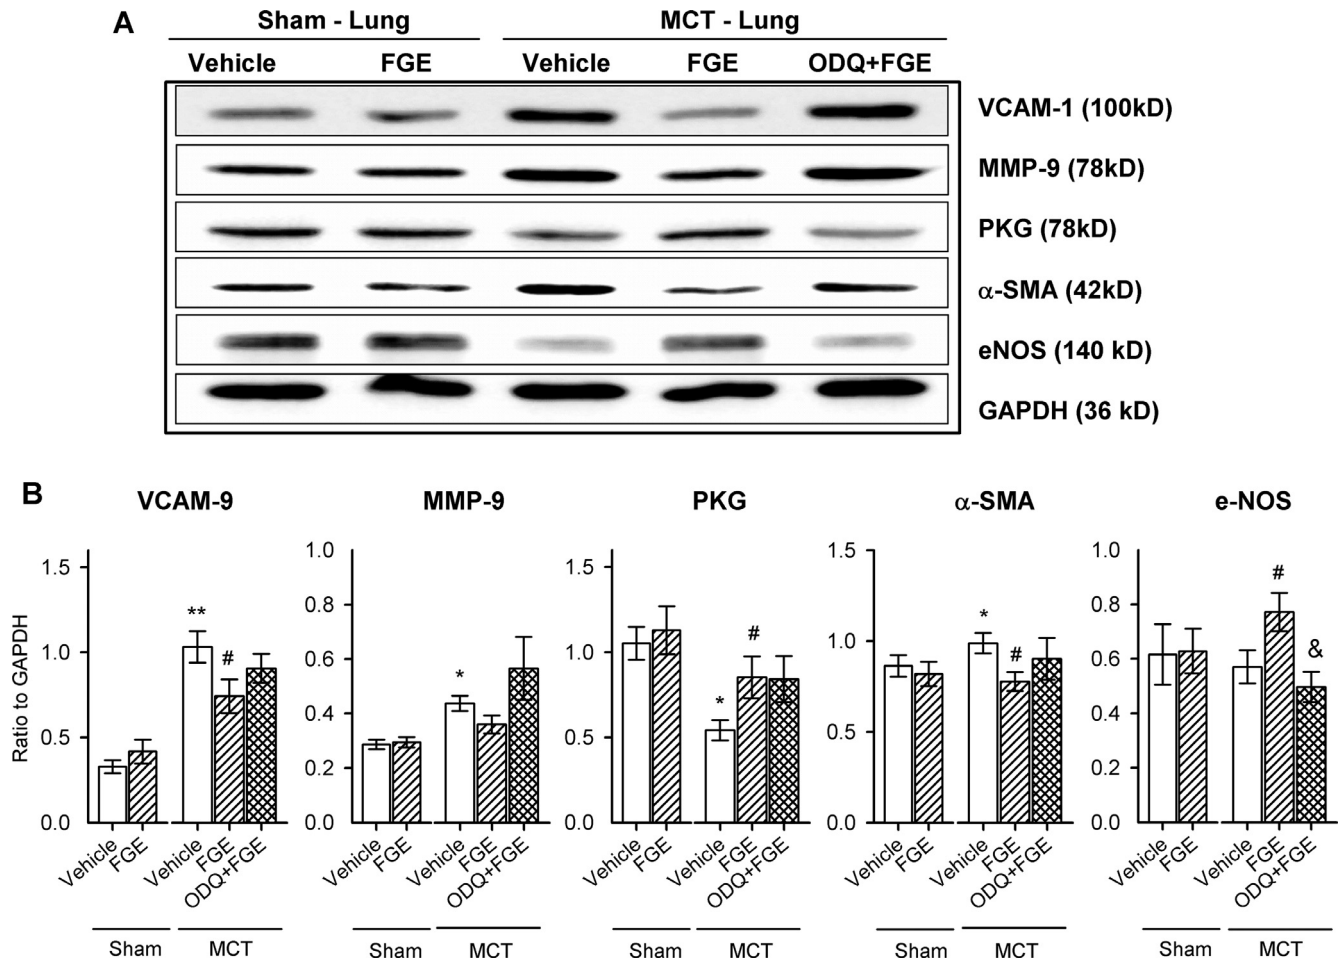 A
Sham - Lung
MCT - Lung
Vehicle FGE Vehicle FGE ODQ+FGE
VCAM-1 (100kD)
MMP-9 (78kD)
PKG (78kD)
α-SMA (42kD)
eNOS (140 kD)
GAPDH (36 kD)
B
VCAM-9
Ratio to GAPDH
1.5
1.0
0.5
0.0
**
#
Vehicle FGE Vehicle FGE ODQ+FGE
Sham MCT
MMP-9
1.0
0.8
0.6
0.4
0.2
0.0
*
Vehicle FGE Vehicle FGE ODQ+FGE
Sham MCT
PKG
1.5
1.0
0.5
0.0
*
#
Vehicle FGE Vehicle FGE ODQ+FGE
Sham MCT
α-SMA
1.5
1.0
0.5
0.0
*
#
Vehicle FGE Vehicle FGE ODQ+FGE
Sham MCT
e-NOS
1.0
0.8
0.6
0.4
0.2
0.0
#
&
Vehicle FGE Vehicle FGE ODQ+FGE
Sham MCT